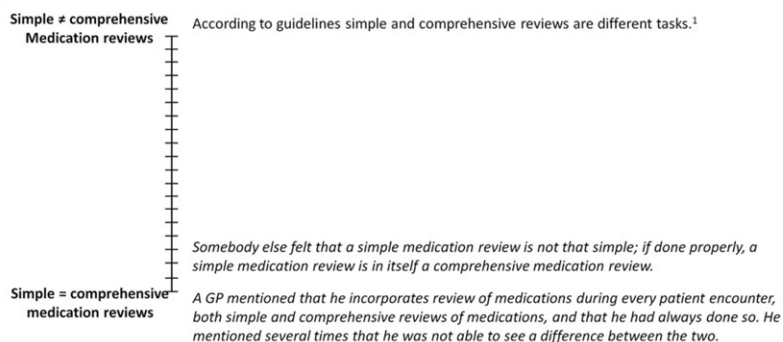 Simple ≠ comprehensive
Medication reviews
According to guidelines simple and comprehensive reviews are different tasks.¹
Somebody else felt that a simple medication review is not that simple; if done properly, a
simple medication review is in itself a comprehensive medication review.
Simple = comprehensive
medication reviews
A GP mentioned that he incorporates review of medications during every patient encounter,
both simple and comprehensive reviews of medications, and that he had always done so. He
mentioned several times that he was not able to see a difference between the two.